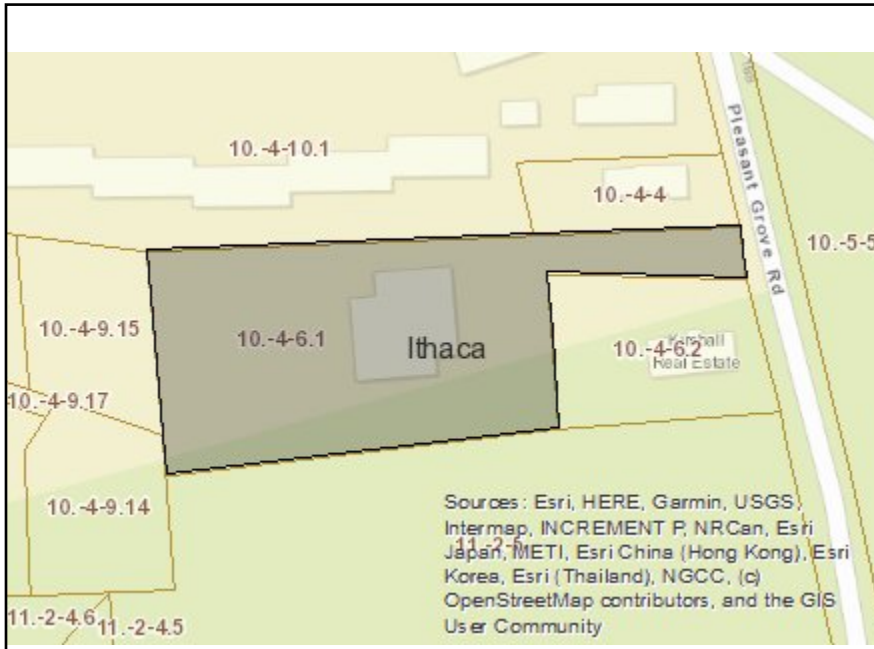 10.-4-10.1
Pleasant Grove Rd
10.-4-4
10.-5-5
10.-4-9.15
10.-4-6.1
Ithaca
10.-4-6.2
Real Estate
10.-4-9.17
10.-4-9.14
Sources: Esri, HERE, Garmin, USGS,
Intermap, INCREMENT P, NRCan, Esri
Japan, METI, Esri China (Hong Kong), Esri
Korea, Esri (Thailand), NGCC, (c)
OpenStreetMap contributors, and the GIS
User Community
11.-2-5
11.-2-4.6
11.-2-4.5